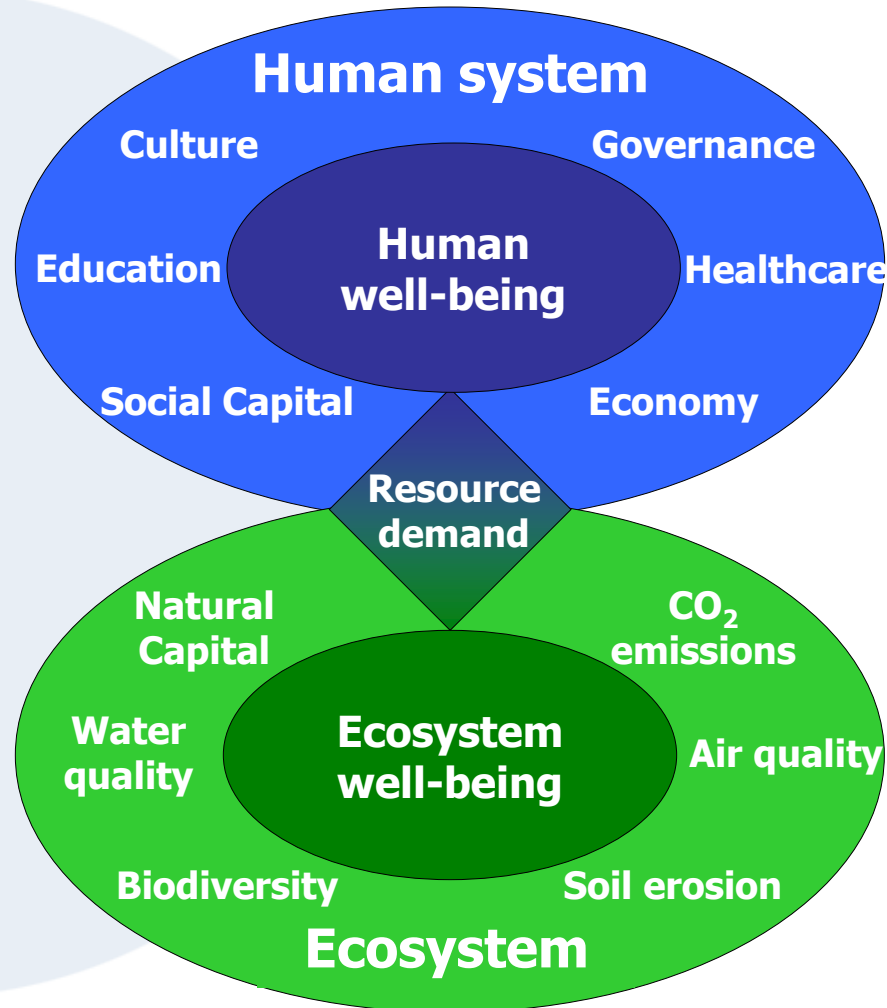 Human system
Culture
Governance
Human
well-being
Education
Healthcare
Social Capital
Economy
Resource
demand
Natural
Capital
CO₂
emissions
Water
quality
Ecosystem
well-being
Air quality
Biodiversity
Soil erosion
Ecosystem